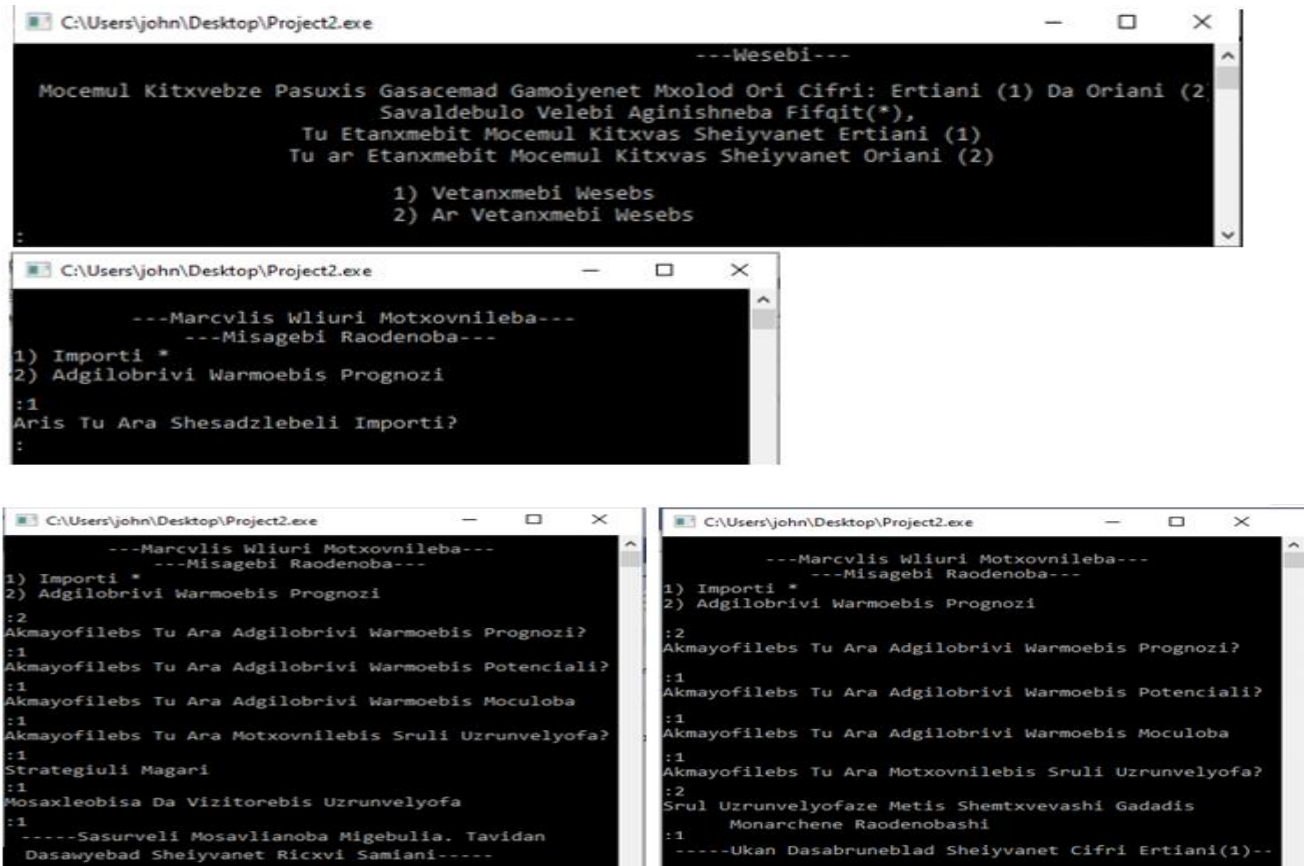 C:\Users\john\Desktop\Project2.exe
---Wesebi---
Mocemul Kitxvebze Pasuxis Gasacemad Gamoiyenet Mxolod Ori Cifri: Ertiani (1) Da Oriani (2
Savaldebulo Velebi Aginishneba Fifqit(*),
Tu Etanxmebit Mocemul Kitxvas Sheiyvanet Ertiani (1)
Tu ar Etanxmebit Mocemul Kitxvas Sheiyvanet Oriani (2)
1) Vetanxmebi Wesebs
2) Ar Vetanxmebi Wesebs
:
C:\Users\john\Desktop\Project2.exe
---Marcvlis Wliuri Motxovnileba---
---Misagebi Raodenoba---
1) Importi *
2) Adgilobrivi Warmoebis Prognozi
:1
Aris Tu Ara Shesadzlebeli Importi?
:
C:\Users\john\Desktop\Project2.exe
---Marcvlis Wliuri Motxovnileba---
---Misagebi Raodenoba---
1) Importi *
2) Adgilobrivi Warmoebis Prognozi
:2
Akmayofilebs Tu Ara Adgilobrivi Warmoebis Prognozi?
:1
Akmayofilebs Tu Ara Adgilobrivi Warmoebis Potenciali?
:1
Akmayofilebs Tu Ara Adgilobrivi Warmoebis Moculoba
:1
Akmayofilebs Tu Ara Motxovnilebis Sruli Uzrunvelyofa?
:1
Strategiuli Magari
:1
Mosaxleobisa Da Vizitorebis Uzrunvelyofa
:1
-----Sasurveli Mosavlianoba Migebulia. Tavidan
Dasawyebad Sheiyvanet Ricxvi Samiani-----
C:\Users\john\Desktop\Project2.exe
---Marcvlis Wliuri Motxovnileba---
---Misagebi Raodenoba---
1) Importi *
2) Adgilobrivi Warmoebis Prognozi
:2
Akmayofilebs Tu Ara Adgilobrivi Warmoebis Prognozi?
:1
Akmayofilebs Tu Ara Adgilobrivi Warmoebis Potenciali?
:1
Akmayofilebs Tu Ara Adgilobrivi Warmoebis Moculoba
:1
Akmayofilebs Tu Ara Motxovnilebis Sruli Uzrunvelyofa?
:2
Srul Uzrunvelyofaze Metis Shemtxvevashi Gadadis
Monarchene Raodenobashi
:1
-----Ukan Dasabruneblad Sheiyvanet Cifri Ertiani(1)--